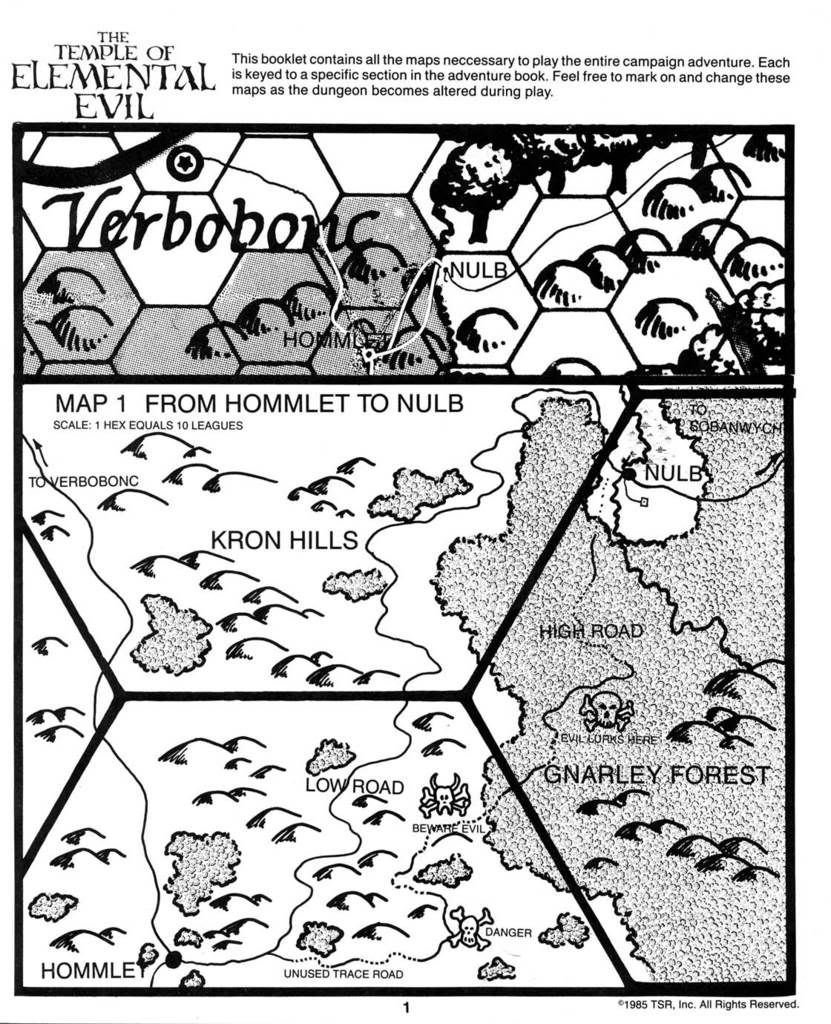 THE
TEMPLE OF
ELEMENTAL
EVIL
This booklet contains all the maps neccessary to play the entire campaign adventure. Each
is keyed to a specific section in the adventure book. Feel free to mark on and change these
maps as the dungeon becomes altered during play.
Verbobonc
NULB
HOMMLET
MAP 1 FROM HOMMLET TO NULB
SCALE: 1 HEX EQUALS 10 LEAGUES
TO
SOBANWYCH
TO VERBOBONC
NULB
KRON HILLS
HIGH ROAD
EVIL LURKS HERE
GNARLEY FOREST
LOW ROAD
BEWARE EVIL
DANGER
HOMMLET
UNUSED TRACE ROAD
1
©1985 TSR, Inc. All Rights Reserved.